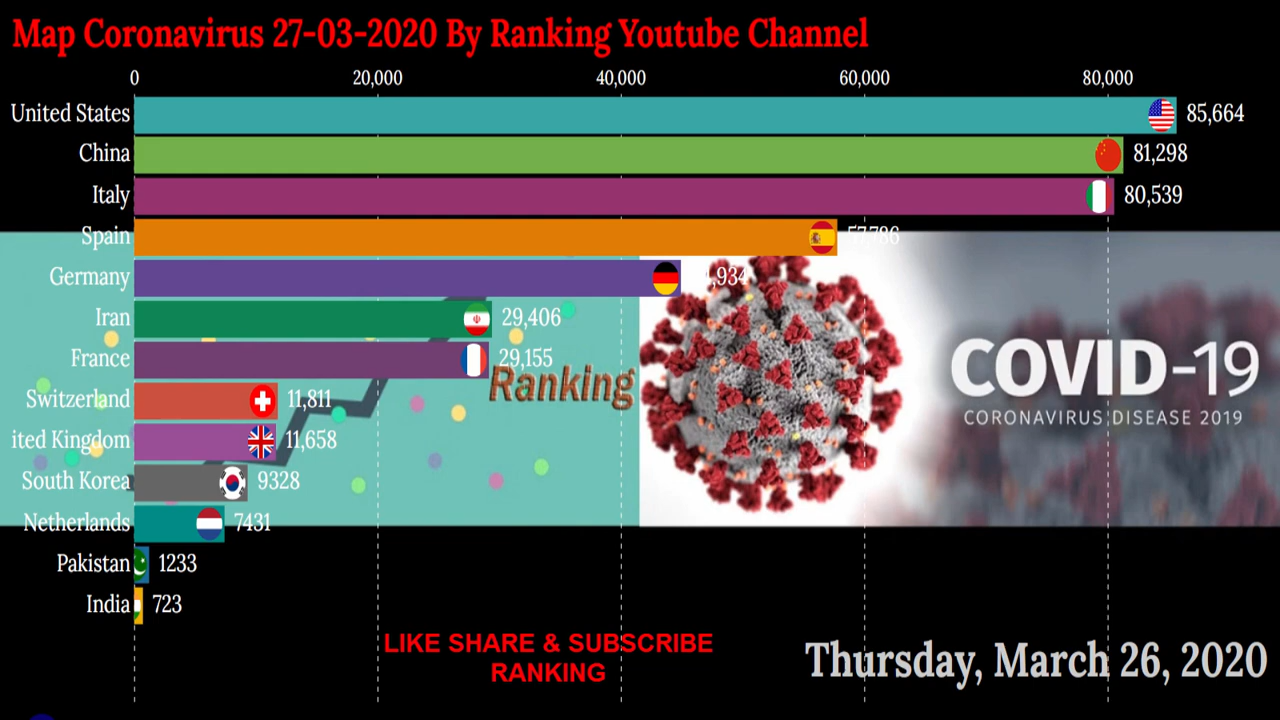 Map Coronavirus 27-03-2020 By Ranking Youtube Channel
0 20,000 40,000 60,000 80,000
United States 85,664
China 81,298
Italy 80,539
Spain 57,786
Germany ,934
Iran 29,406
France 29,155
Ranking
COVID-19
CORONAVIRUS DISEASE 2019
Switzerland 11,811
ited Kingdom 11,658
South Korea 9328
Netherlands 7431
Pakistan 1233
India 723
LIKE SHARE & SUBSCRIBE
RANKING
Thursday, March 26, 2020